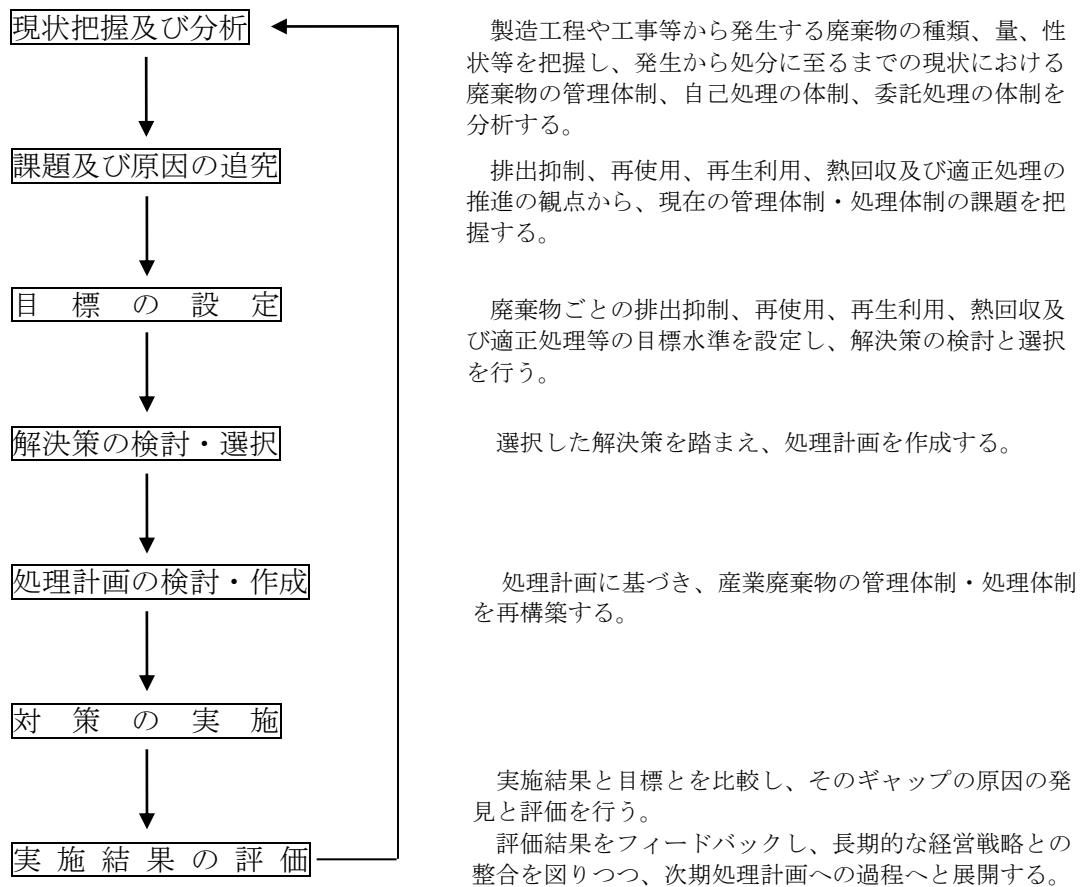 現状把握及び分析
製造工程や工事等から発生する廃棄物の種類、量、性
状等を把握し、発生から処分に至るまでの現状における
廃棄物の管理体制、自己処理の体制、委託処理の体制を
分析する。
課題及び原因の追究
排出抑制、再使用、再生利用、熱回収及び適正処理の
推進の観点から、現在の管理体制・処理体制の課題を把
握する。
目標の設定
廃棄物ごとの排出抑制、再使用、再生利用、熱回収及
び適正処理等の目標水準を設定し、解決策の検討と選択
を行う。
解決策の検討・選択
選択した解決策を踏まえ、処理計画を作成する。
処理計画の検討・作成
処理計画に基づき、産業廃棄物の管理体制・処理体制
を再構築する。
対策の実施
実施結果と目標とを比較し、そのギャップの原因の発
見と評価を行う。
実施結果の評価
評価結果をフィードバックし、長期的な経営戦略との
整合を図りつつ、次期処理計画への過程へと展開する。